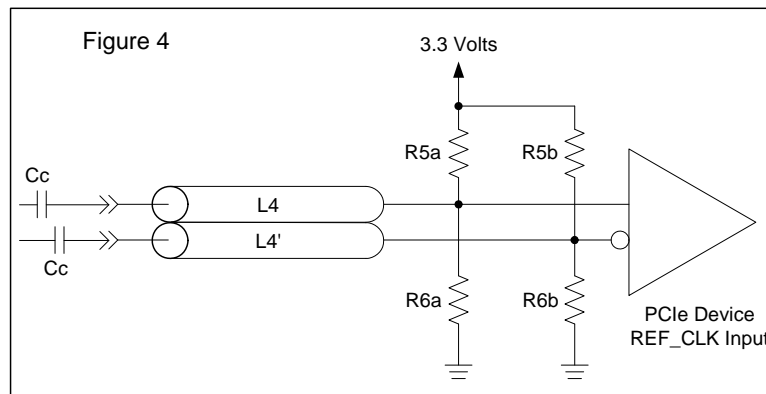 Figure 4
3.3 Volts
R5a
R5b
Cc
L4
L4'
Cc
R6a
R6b
PCIe Device
REF_CLK Input